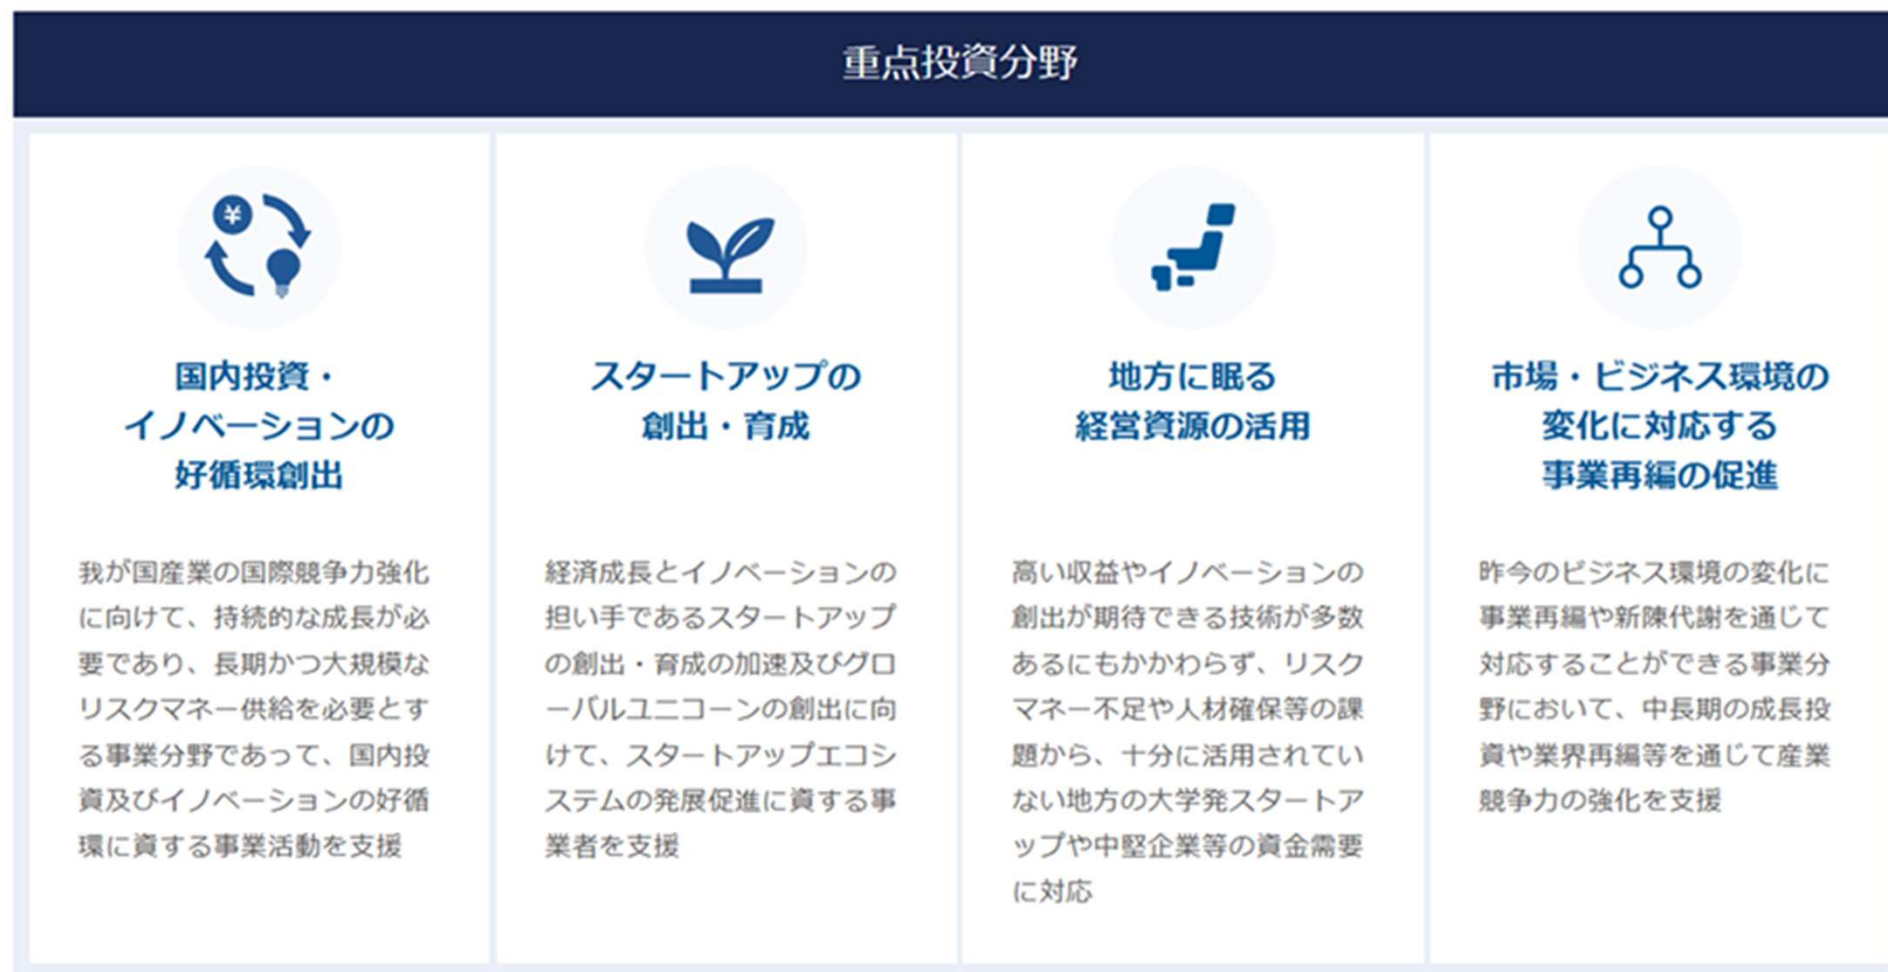 重点投資分野
¥
国内投資・
イノベーションの
好循環創出
我が国産業の国際競争力強化
に向けて、持続的な成長が必
要であり、長期かつ大規模な
リスクマネー供給を必要とす
る事業分野であって、国内投
資及びイノベーションの好循
環に資する事業活動を支援
スタートアップの
創出・育成
経済成長とイノベーションの
担い手であるスタートアップ
の創出・育成の加速及びグロ
ーバルユニコーンの創出に向
けて、スタートアップエコシ
ステムの発展促進に資する事
業者を支援
地方に眠る
経営資源の活用
高い収益やイノベーションの
創出が期待できる技術が多数
あるにもかかわらず、リスク
マネー不足や人材確保等の課
題から、十分に活用されてい
ない地方の大学発スタートア
ップや中堅企業等の資金需要
に対応
市場・ビジネス環境の
変化に対応する
事業再編の促進
昨今のビジネス環境の変化に
事業再編や新陳代謝を通じて
対応することができる事業分
野において、中長期の成長投
資や業界再編等を通じて産業
競争力の強化を支援